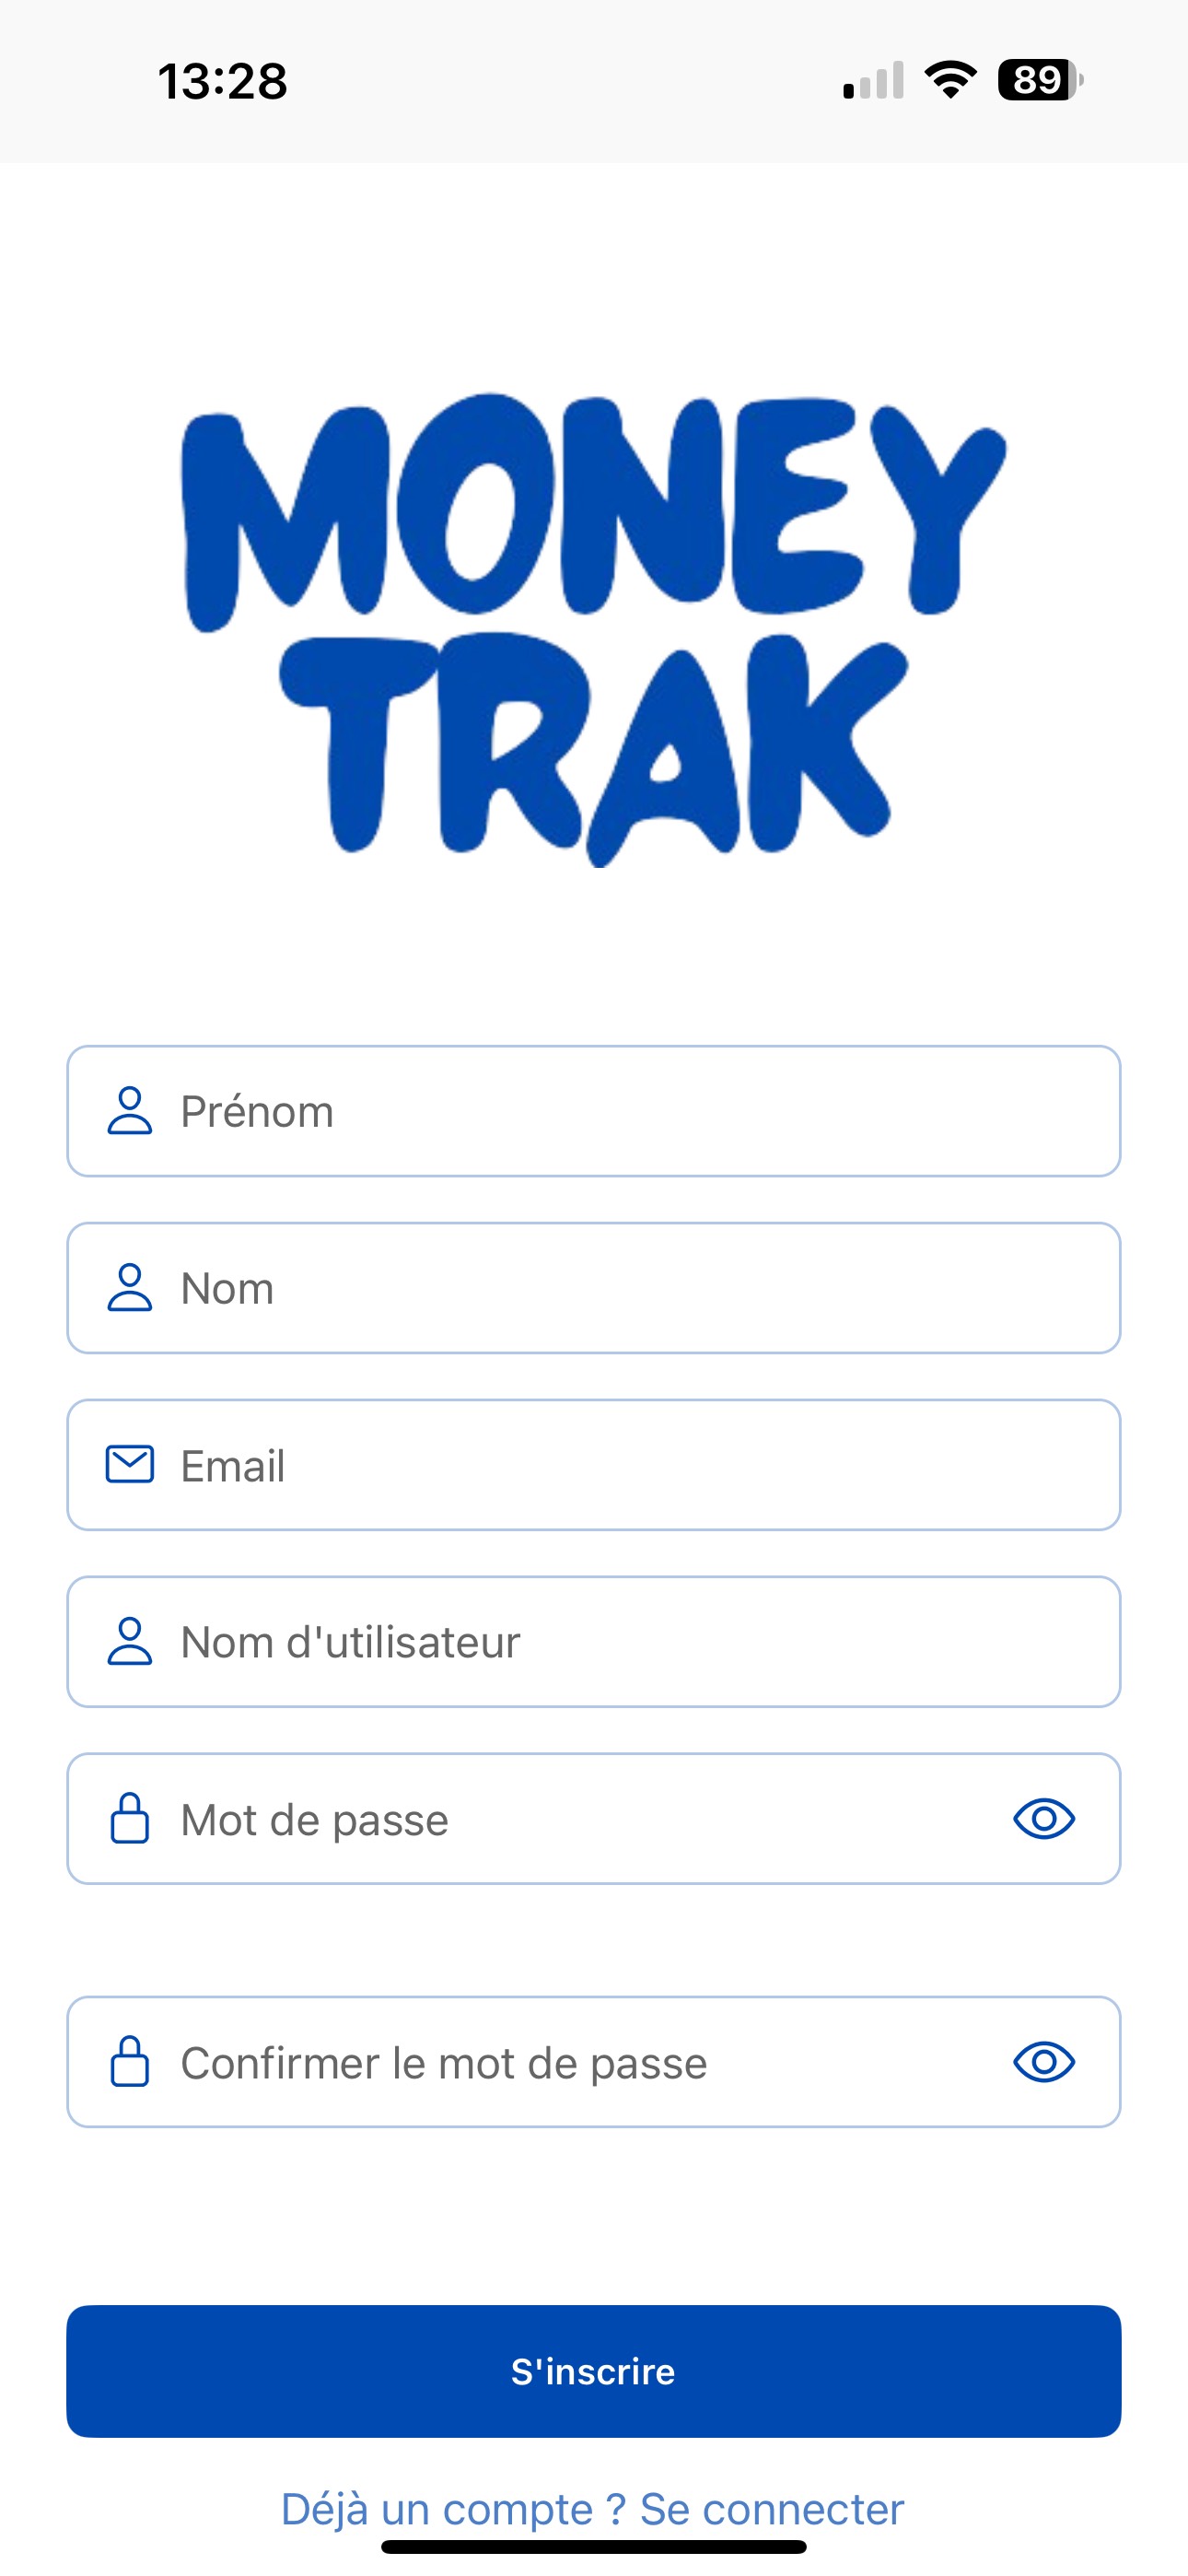 13:28
89
MONEY
TRAK
Prénom
Nom
Email
Nom d'utilisateur
Mot de passe
Confirmer le mot de passe
S'inscrire
Déjà un compte ? Se connecter